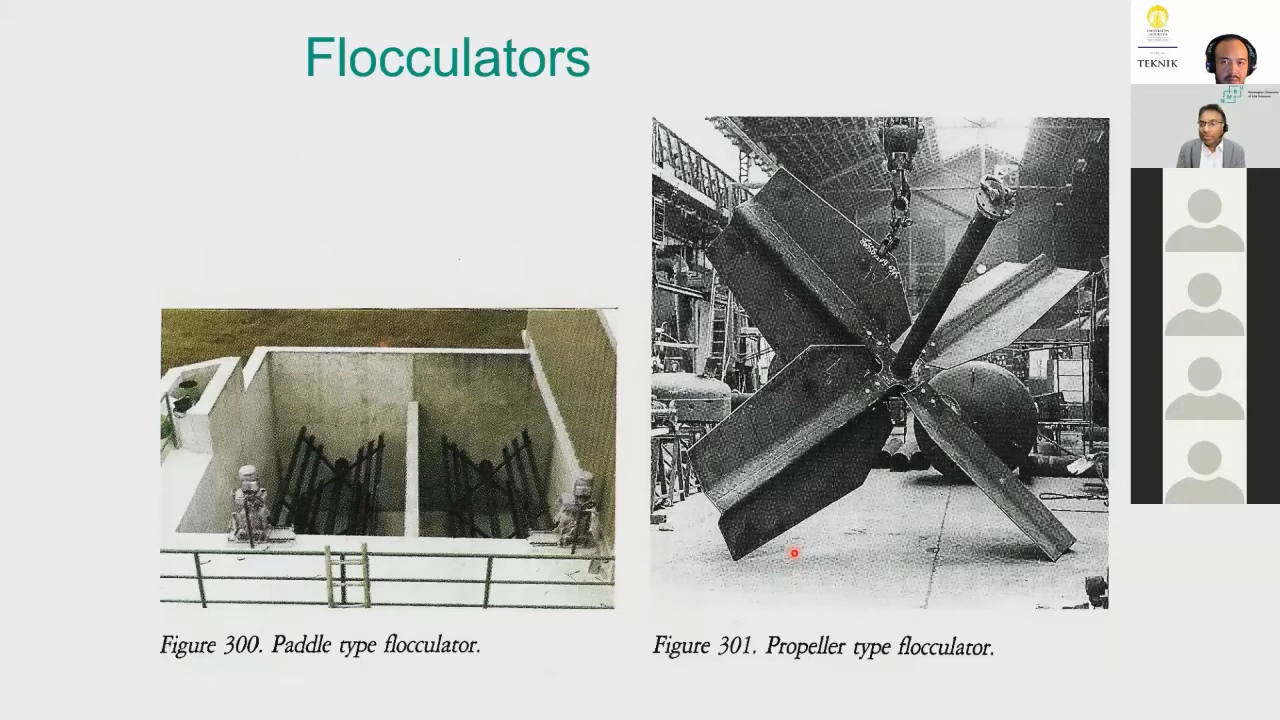 Flocculators
Figure 300. Paddle type flocculator.
Figure 301. Propeller type flocculator.
TEKNIK